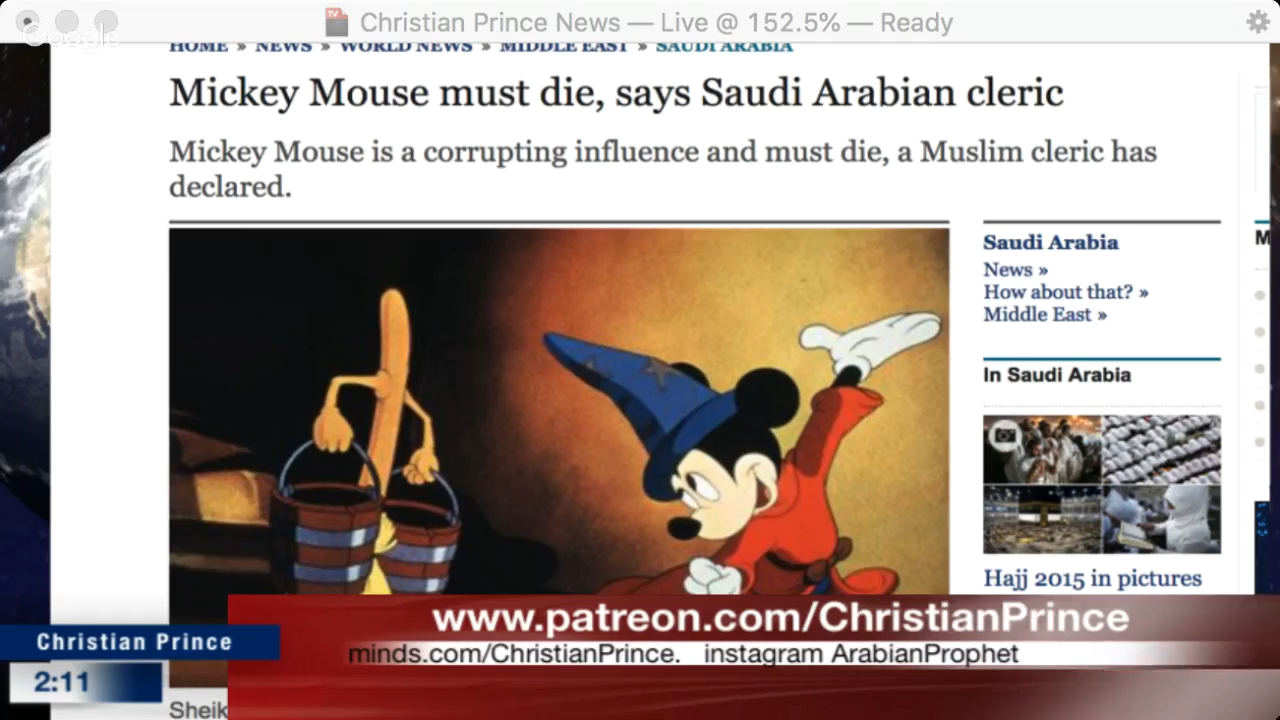 Christian Prince News — Live @ 152.5% — Ready
Google
HOME » NEWS » WORLD NEWS » MIDDLE EAST » SAUDI ARABIA
Mickey Mouse must die, says Saudi Arabian cleric
Mickey Mouse is a corrupting influence and must die, a Muslim cleric has
declared.
Saudi Arabia
News »
How about that? »
Middle East »
In Saudi Arabia
Hajj 2015 in pictures
www.patreon.com/ChristianPrince
minds.com/ChristianPrince. instagram ArabianProphet
Christian Prince
2:11
Sheik
M
TV